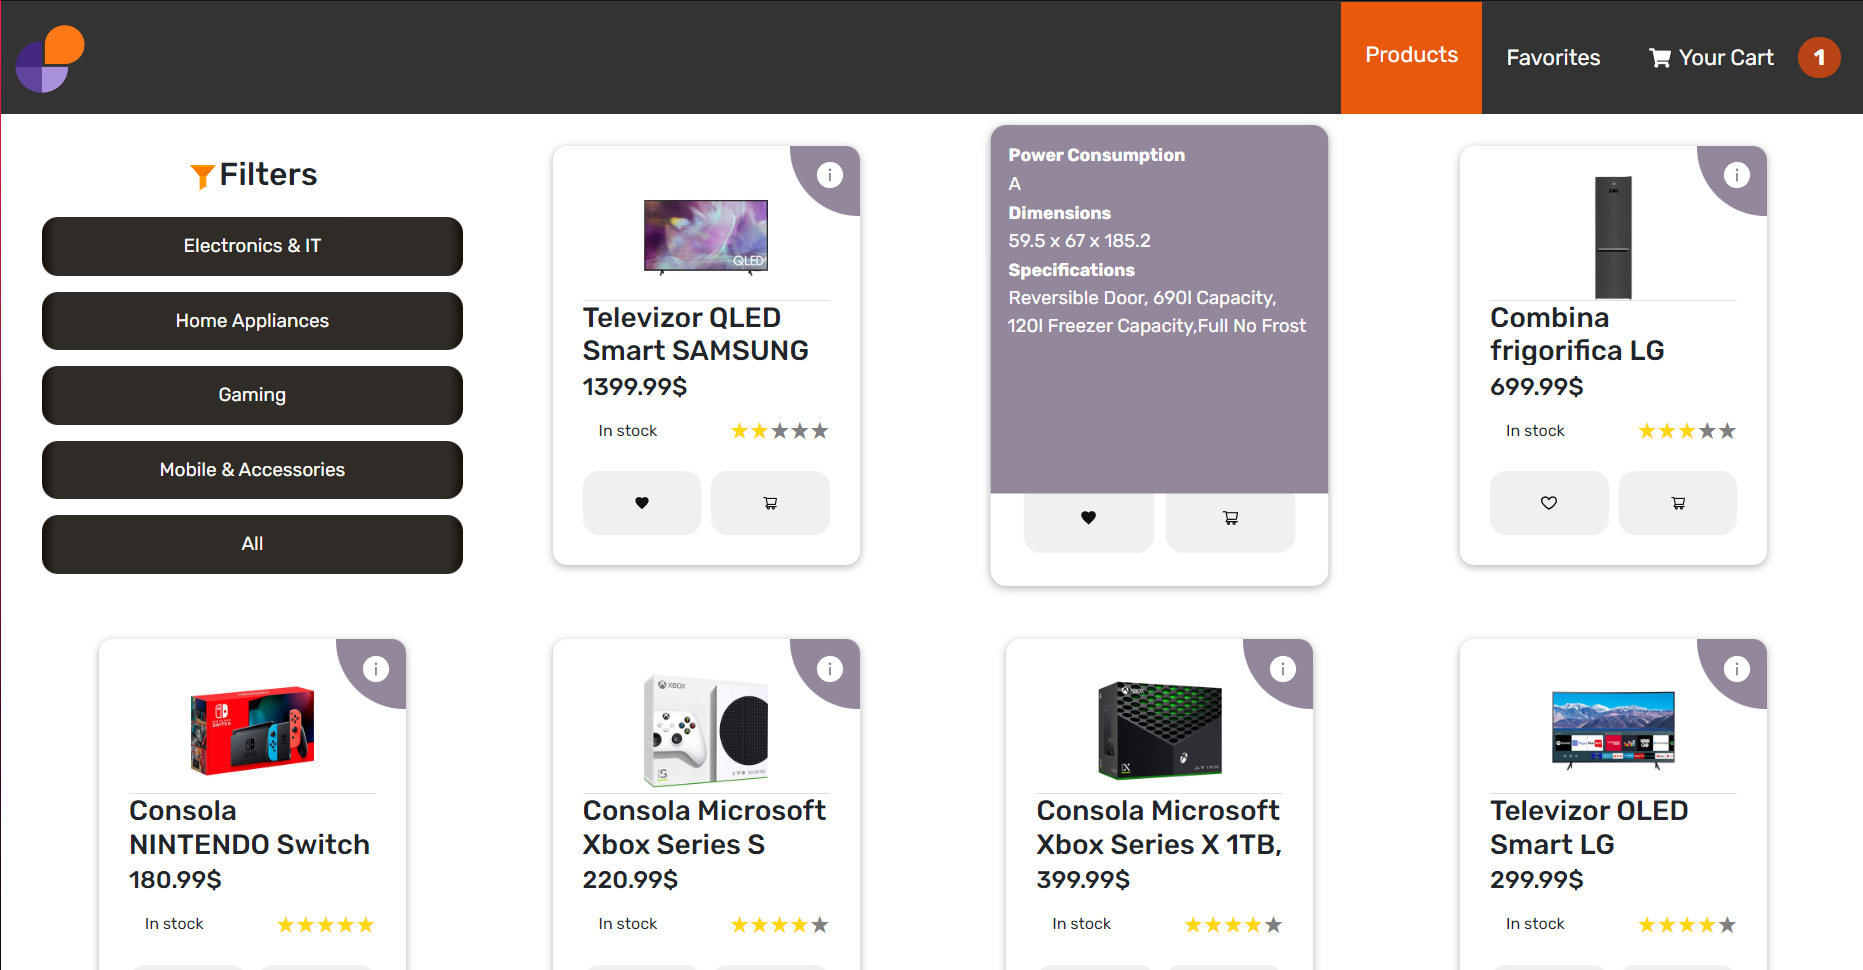 Products
Favorites
Your Cart
1
Filters
Electronics & IT
Home Appliances
Gaming
Mobile & Accessories
All
QLED
Televizor QLED
Smart SAMSUNG
1399.99$
In stock
Power Consumption
A
Dimensions
59.5 x 67 x 185.2
Specifications
Reversible Door, 690l Capacity,
120l Freezer Capacity,Full No Frost
Combina
frigorifica LG
699.99$
In stock
Consola
NINTENDO Switch
180.99$
In stock
XBOX
Consola Microsoft
Xbox Series S
220.99$
In stock
XBOX
Consola Microsoft
Xbox Series X 1TB,
399.99$
In stock
Televizor OLED
Smart LG
299.99$
In stock